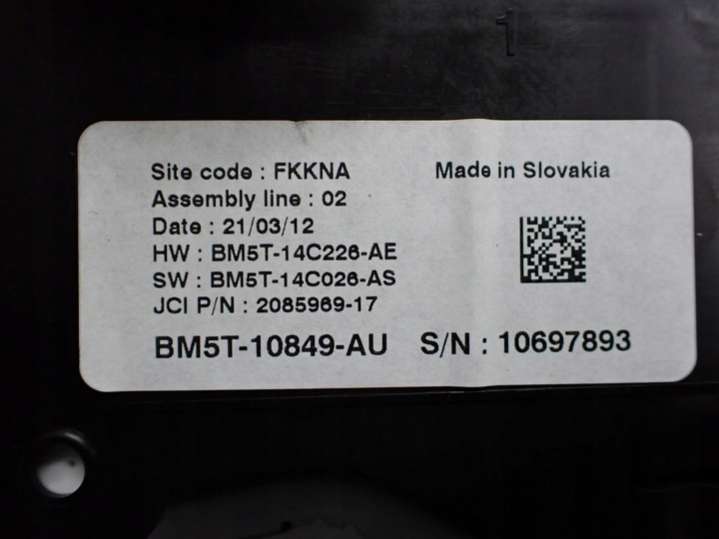 1
Site code : FKKNA Made in Slovakia
Assembly line : 02
Date : 21/03/12
HW : BM5T-14C226-AE
SW : BM5T-14C026-AS
JCI P/N : 2085969-17
BM5T-10849-AU S/N : 10697893